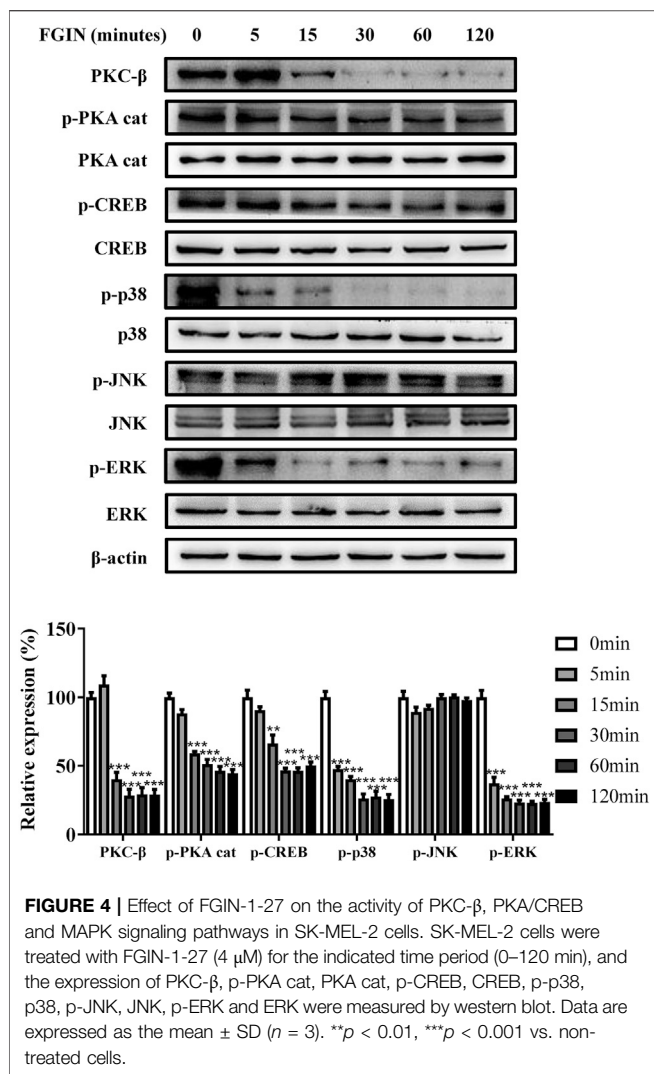 FGIN (minutes) 0 5 15 30 60 120
PKC-β
p-PKA cat
PKA cat
p-CREB
CREB
p-p38
p38
p-JNK
JNK
p-ERK
ERK
β-actin
Relative expression (%)
150
100
50
0
*** *** *** ***
*** *** *** ***
** *** *** ***
*** *** *** *** ***
*** *** *** *** ***
PKC-β p-PKA cat p-CREB p-p38 p-JNK p-ERK
0min
5min
15min
30min
60min
120min
FIGURE 4 | Effect of FGIN-1-27 on the activity of PKC-β, PKA/CREB
and MAPK signaling pathways in SK-MEL-2 cells. SK-MEL-2 cells were
treated with FGIN-1-27 (4 μM) for the indicated time period (0–120 min), and
the expression of PKC-β, p-PKA cat, PKA cat, p-CREB, CREB, p-p38,
p38, p-JNK, JNK, p-ERK and ERK were measured by western blot. Data are
expressed as the mean ± SD (n = 3). **p < 0.01, ***p < 0.001 vs. non-
treated cells.